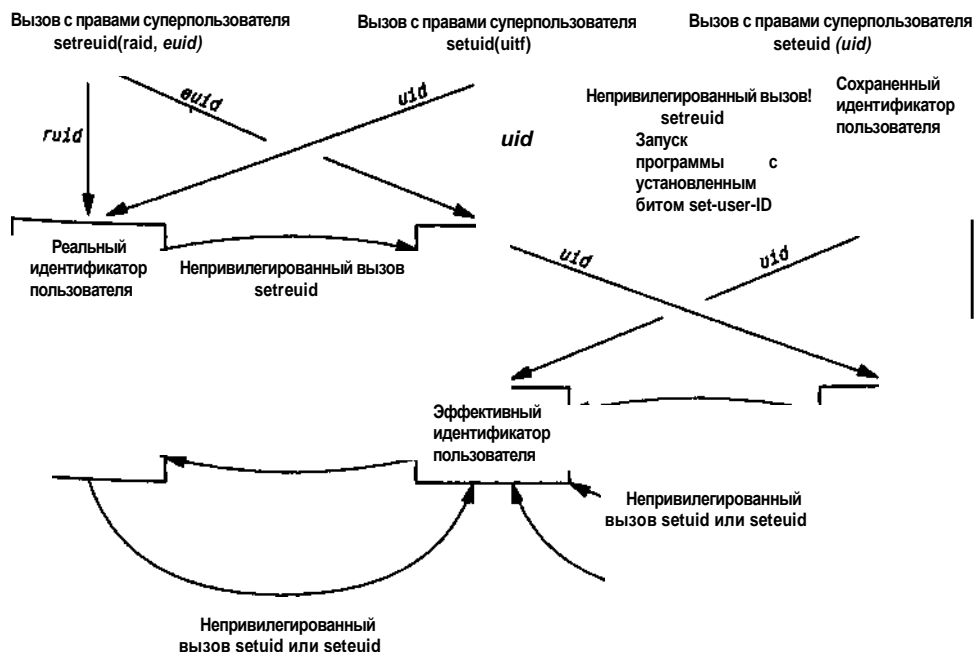 Вызов с правами суперпользователя
setreuid(raid, euid)
Вызов с правами суперпользователя
setuid(uitf)
Вызов с правами суперпользователя
seteuid (uid)
ruid
euid
uid
uid
Непривилегированный вызов!
setreuid
Запуск
программы с
установленным
битом set-user-ID
Сохраненный
идентификатор
пользователя
Реальный
идентификатор
пользователя
Непривилегированный вызов
setreuid
uid
uid
Эффективный
идентификатор
пользователя
Непривилегированный
вызов setuid или seteuid
Непривилегированный
вызов setuid или seteuid